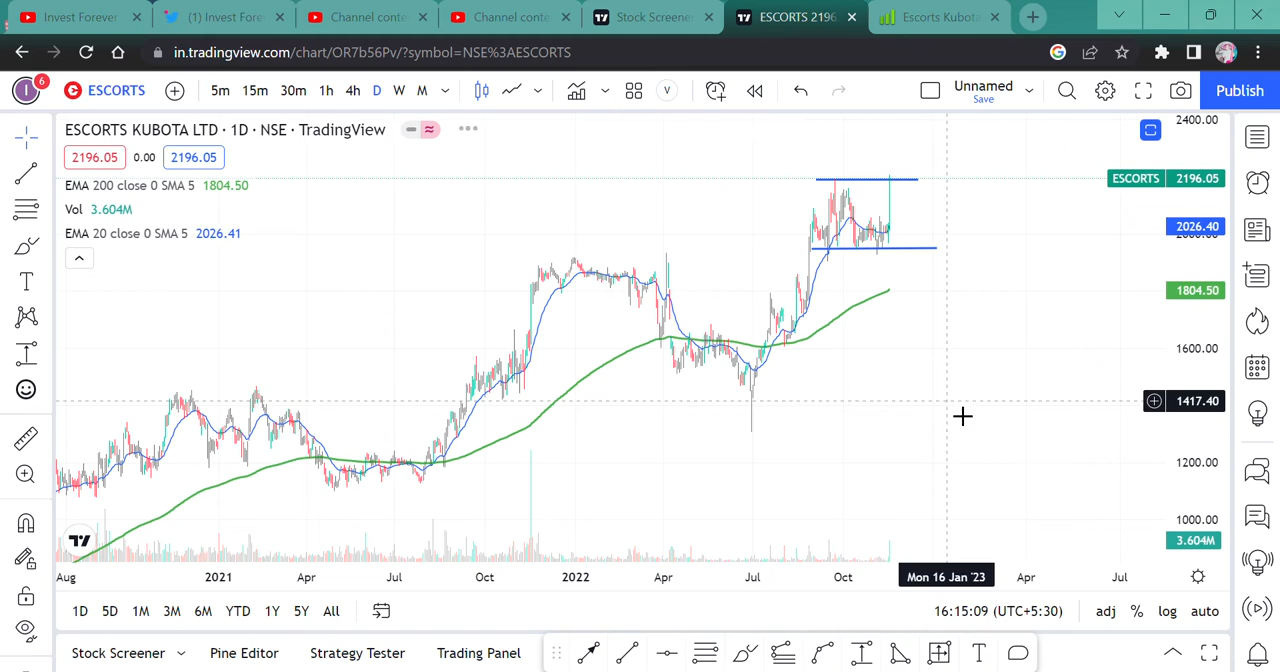 Invest Forever
(1) Invest Fore
Channel conte
Channel conte
Stock Screene
ESCORTS 2196
Escorts Kubota
in.tradingview.com/chart/OR7b56Pv/?symbol=NSE%3AESCORTS
I 6 ESCORTS 5m 15m 30m 1h 4h D W M V Unnamed Save Publish
ESCORTS KUBOTA LTD · 1D · NSE · TradingView
2196.05 0.00 2196.05
EMA 200 close 0 SMA 5 1804.50
Vol 3.604M
EMA 20 close 0 SMA 5 2026.41
2400.00
ESCORTS 2196.05
2026.40
1804.50
1600.00
1417.40
1200.00
1000.00
3.604M
Aug 2021 Apr Jul Oct 2022 Apr Jul Oct Mon 16 Jan '23 Apr Jul
1D 5D 1M 3M 6M YTD 1Y 5Y All 16:15:09 (UTC+5:30) adj % log auto
Stock Screener Pine Editor Strategy Tester Trading Panel